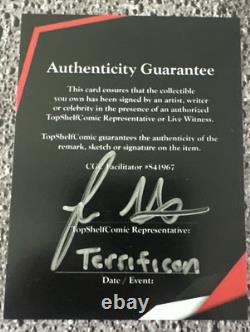 Authenticity Guarantee
This card ensures that the collectible
you own has been signed by an artist, writer
or celebrity in the presence of an authorized
TopShelfComic Representative or Live Witness.
TopShelfComic guarantees the authenticity of the
remark, sketch or signature on the item.
CGC Facilitator #841967
TopShelfComic Representative:
Terrificon
Date / Event: